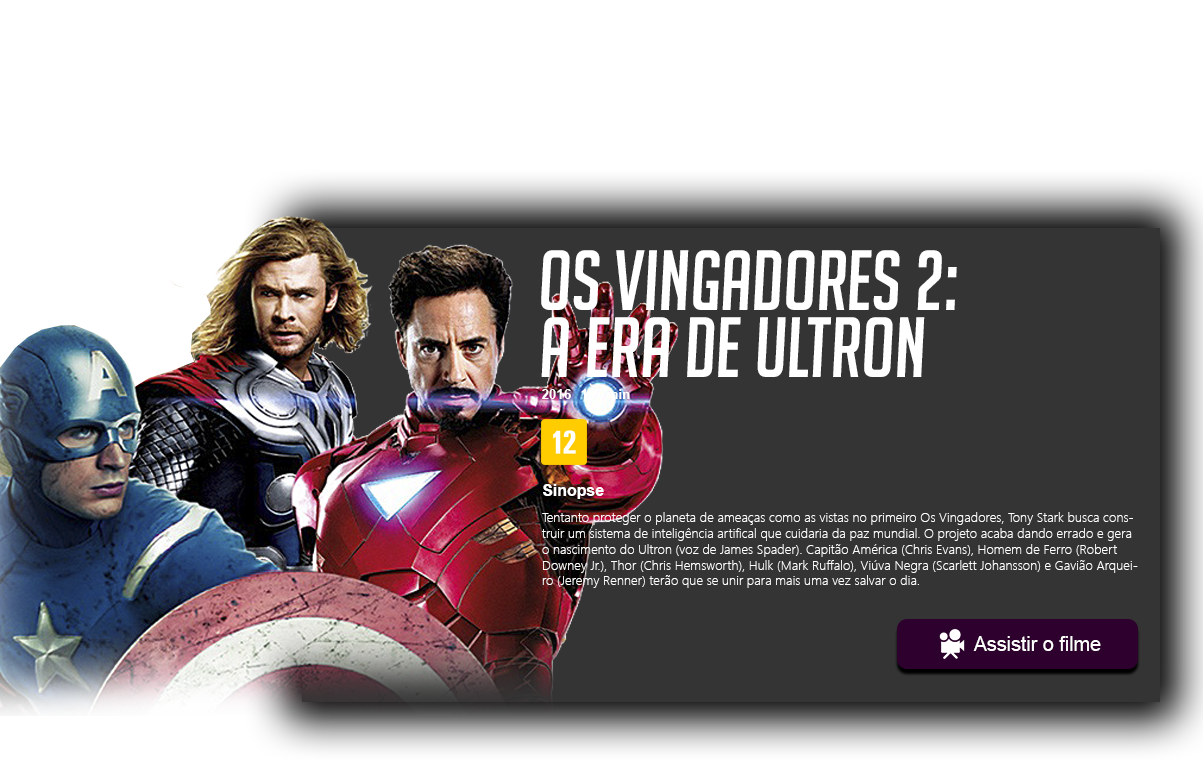 OS VINGADORES 2:
A ERA DE ULTRON
2016
12
Sinopse
Tentanto proteger o planeta de ameaças como as vistas no primeiro Os Vingadores, Tony Stark busca cons-
truir um sistema de inteligência artifical que cuidaria da paz mundial. O projeto acaba dando errado e gera
o nascimento do Ultron (voz de James Spader). Capitão América (Chris Evans), Homem de Ferro (Robert
Downey Jr.), Thor (Chris Hemsworth), Hulk (Mark Ruffalo), Viúva Negra (Scarlett Johansson) e Gavião Arquei-
ro (Jeremy Renner) terão que se unir para mais uma vez salvar o dia.
Assistir o filme
A